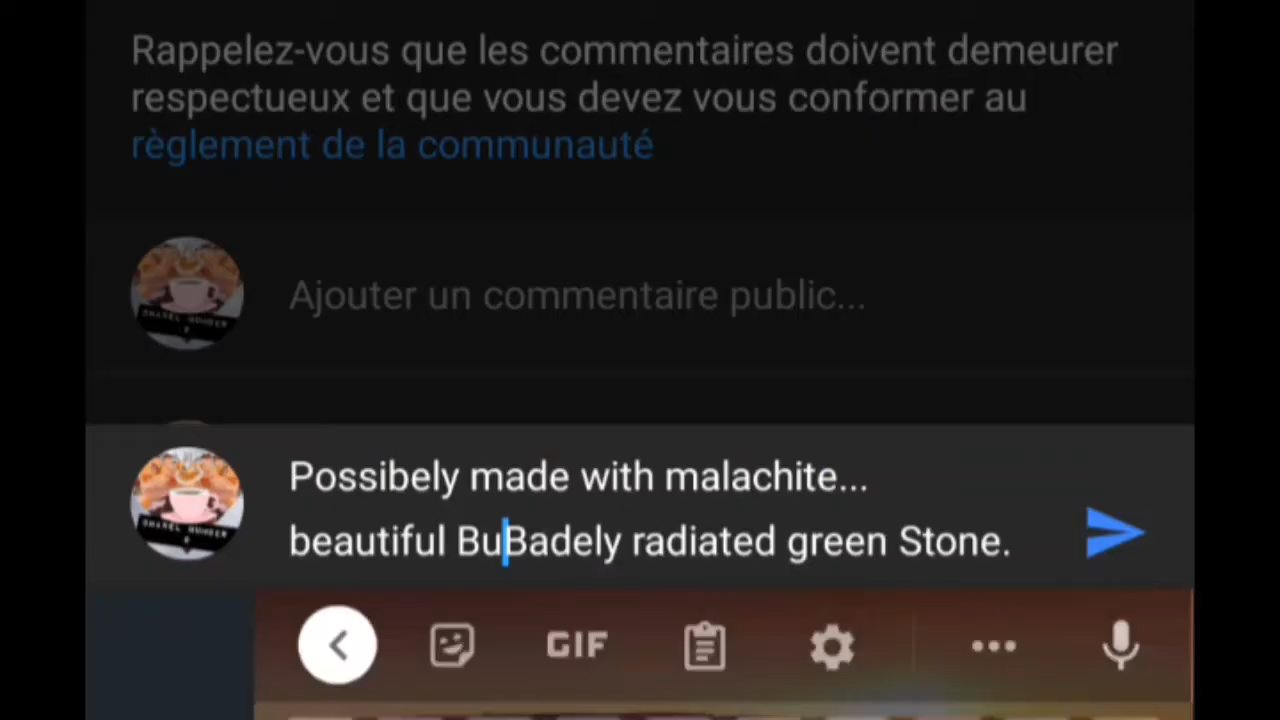 Rappelez-vous que les commentaires doivent demeurer
respectueux et que vous devez vous conformer au
règlement de la communauté
Ajouter un commentaire public...
Possibely made with malachite...
beautiful BuBadely radiated green Stone.
GIF